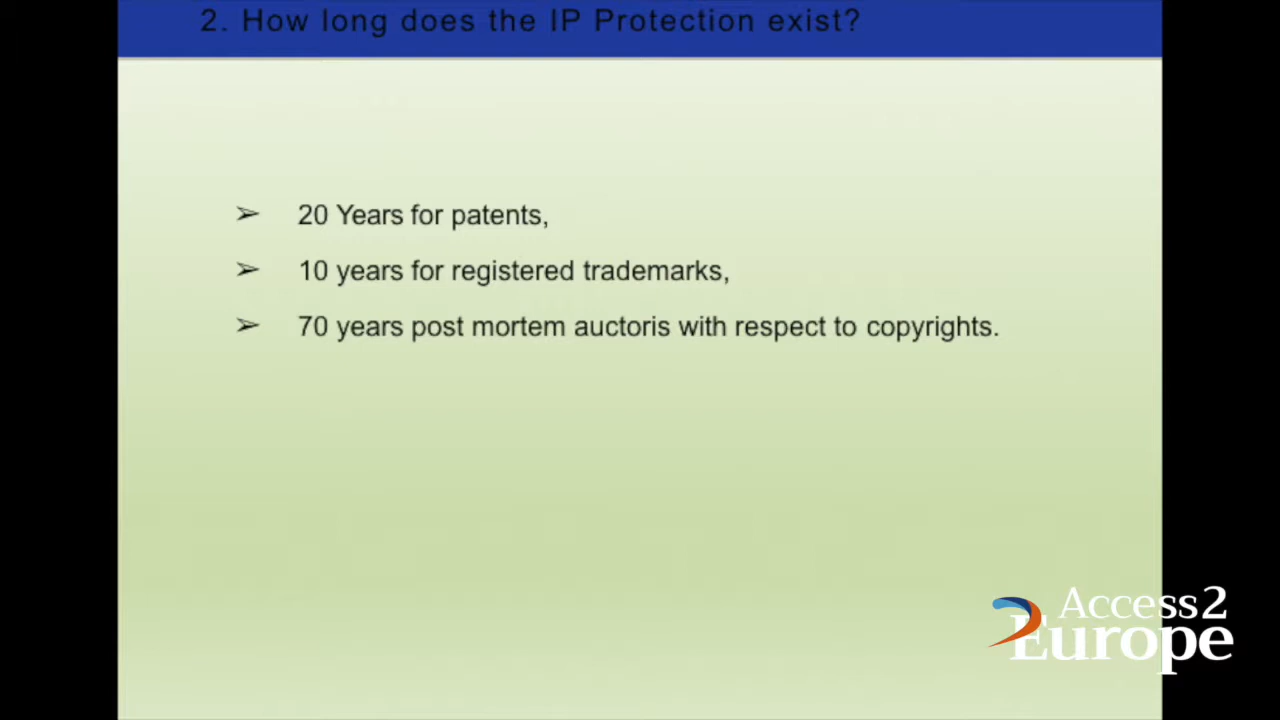 2. How long does the IP Protection exist?
➢ 20 Years for patents,
➢ 10 years for registered trademarks,
➢ 70 years post mortem auctoris with respect to copyrights.
Access2
Europe